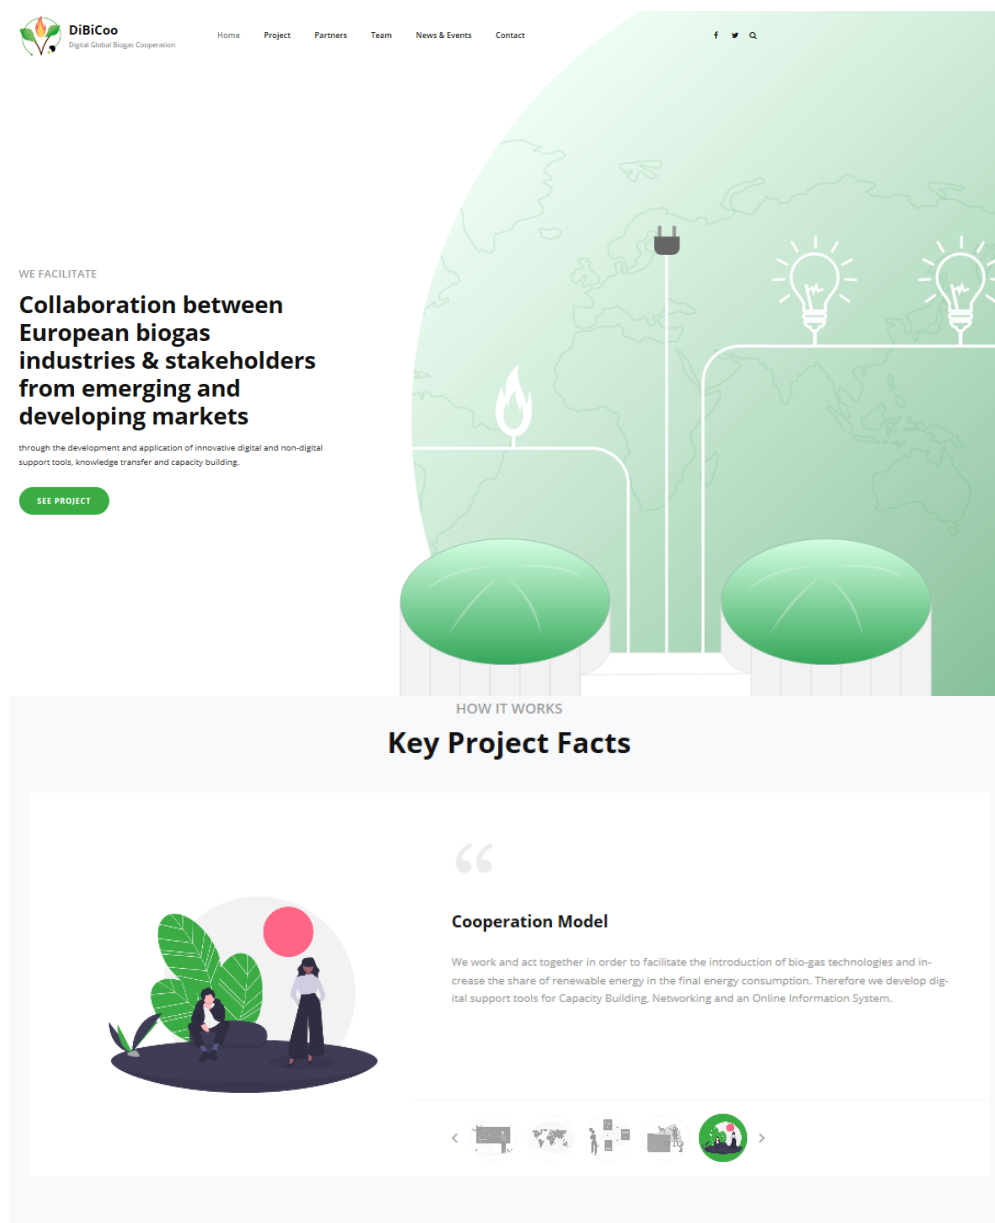 DiBiCoo
Digital Global Biogas Cooperation
Home Project Partners Team News & Events Contact
WE FACILITATE
Collaboration between
European biogas
industries & stakeholders
from emerging and
developing markets
through the development and application of innovative digital and non-digital
support tools, knowledge transfer and capacity building.
SEE PROJECT
HOW IT WORKS
Key Project Facts
“
Cooperation Model
We work and act together in order to facilitate the introduction of bio-gas technologies and in-
crease the share of renewable energy in the final energy consumption. Therefore we develop dig-
ital support tools for Capacity Building, Networking and an Online Information System.